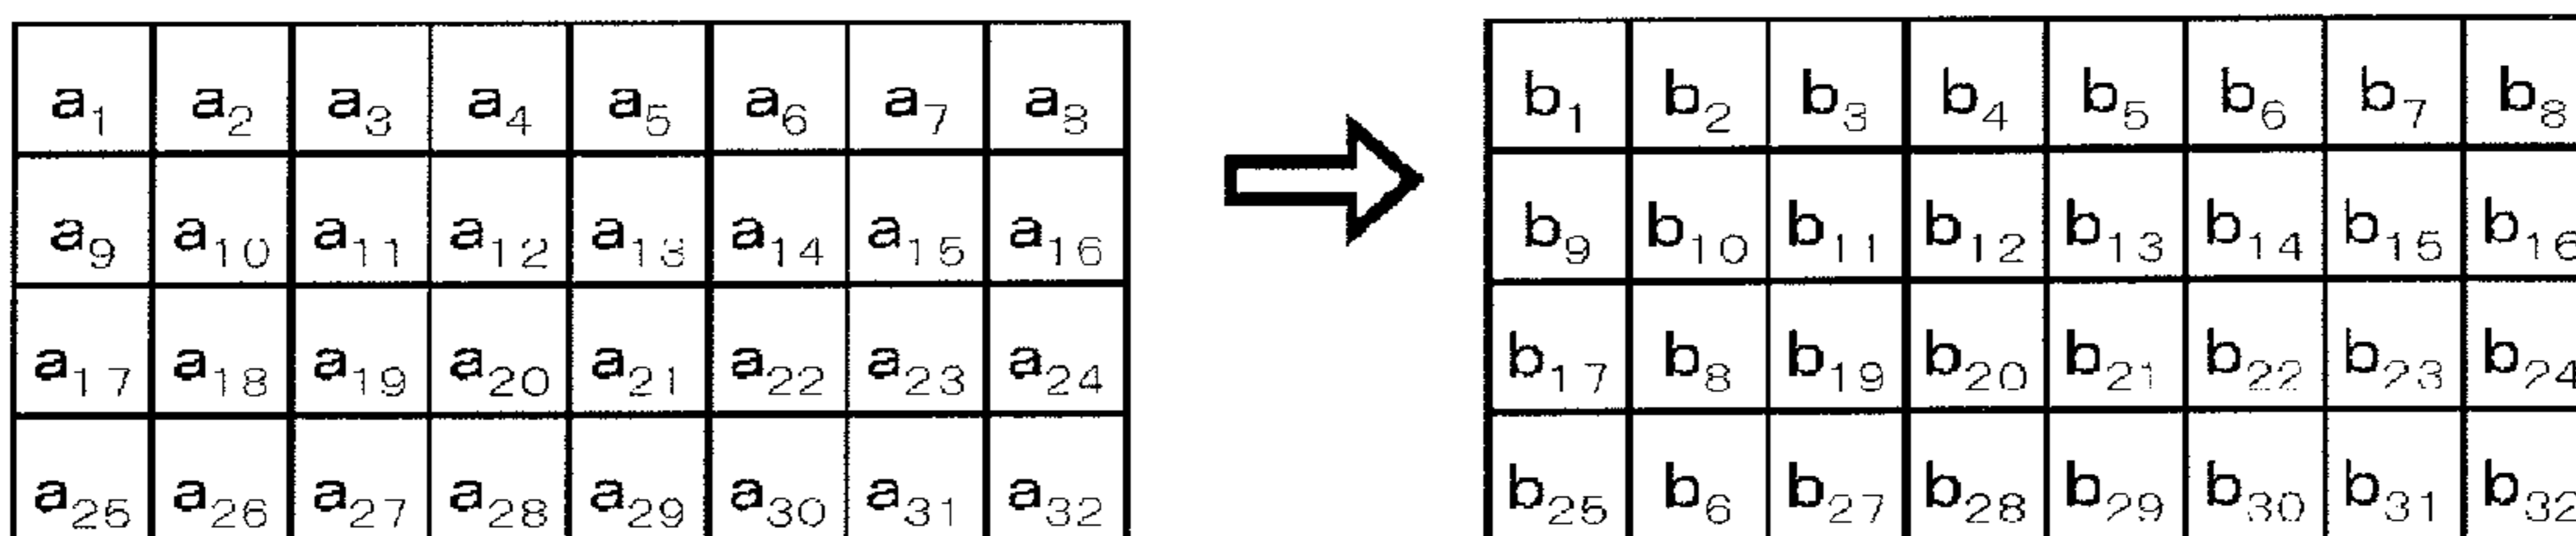 a₁ a₂ a₃ a₄ a₅ a₆ a₇ a₈ b₁ b₂ b₃ b₄ b₅ b₆ b₇ b₈
a₉ a₁₀ a₁₁ a₁₂ a₁₃ a₁₄ a₁₅ a₁₆ b₉ b₁₀ b₁₁ b₁₂ b₁₃ b₁₄ b₁₅ b₁₆
a₁₇ a₁₈ a₁₉ a₂₀ a₂₁ a₂₂ a₂₃ a₂₄ b₁₇ b₈ b₁₉ b₂₀ b₂₁ b₂₂ b₂₃ b₂₄
a₂₅ a₂₆ a₂₇ a₂₈ a₂₉ a₃₀ a₃₁ a₃₂ b₂₅ b₆ b₂₇ b₂₈ b₂₉ b₃₀ b₃₁ b₃₂